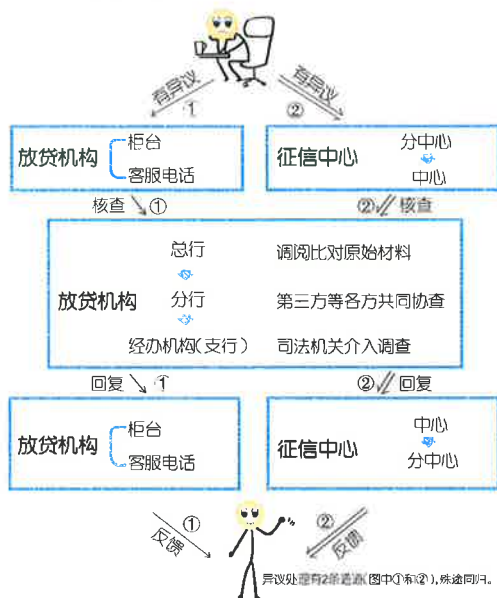 有异议 ①
有异议 ②
放贷机构
柜台
客服电话
征信中心
分中心
中心
核查 ①
② 核查
放贷机构
总行
分行
经办机构(支行)
调阅比对原始材料
第三方等各方共同协查
司法机关介入调查
回复 ①
② 回复
放贷机构
柜台
客服电话
征信中心
中心
分中心
① 反馈
② 反馈
异议处理有2条通道(图中①和②),殊途同归。